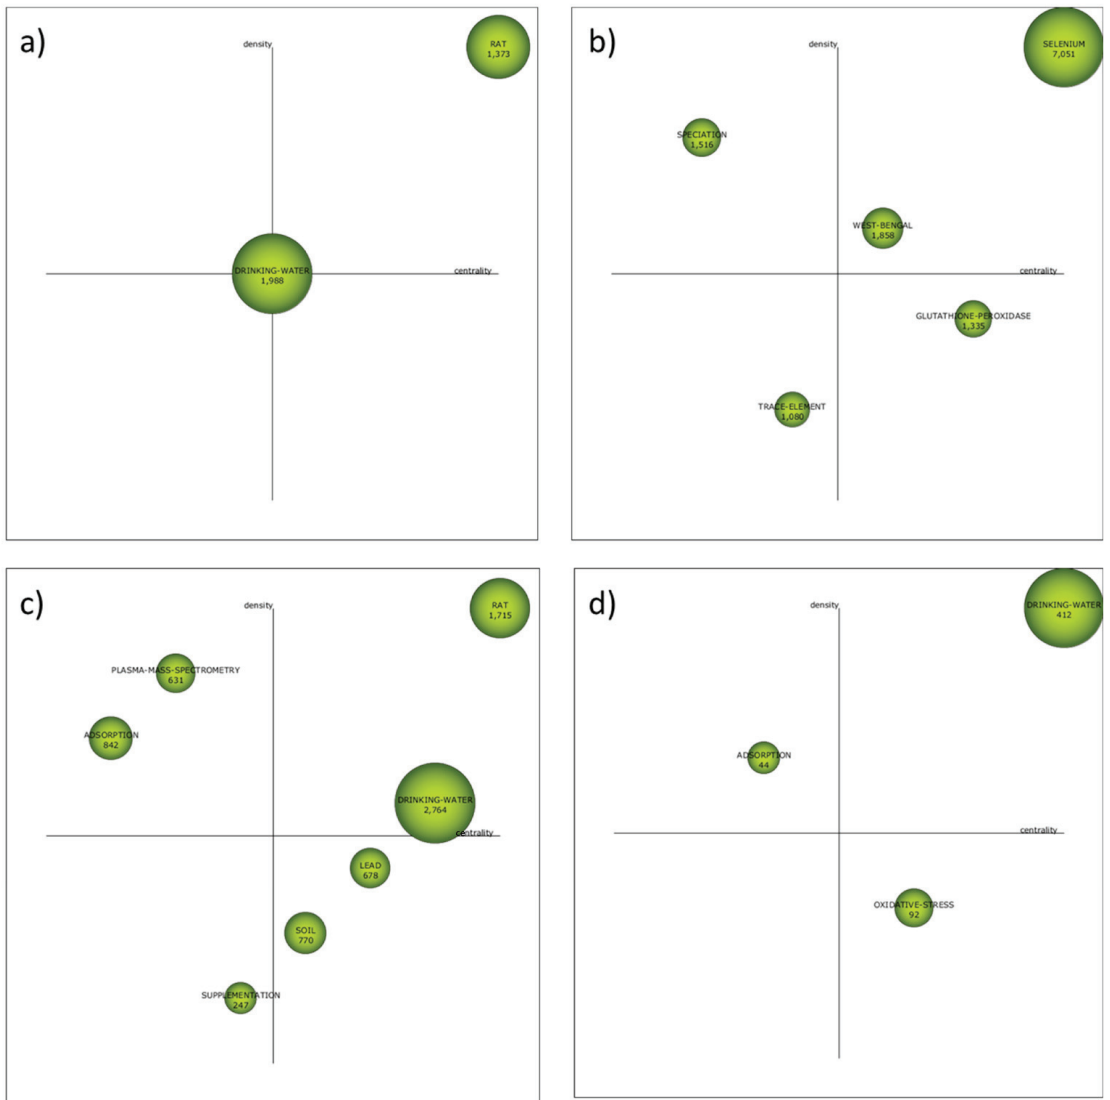 a)
density
RAT
1,373
DRINKING-WATER
1,988
centrality
b)
density
SELENIUM
7,051
SPECIATION
1,516
WEST-BENGAL
1,858
centrality
GLUTATHIONE-PEROXIDASE
1,335
TRACE-ELEMENT
1,080
c)
density
RAT
1,715
PLASMA-MASS-SPECTROMETRY
631
ADSORPTION
842
DRINKING-WATER
2,764
centrality
LEAD
678
SOIL
770
SUPPLEMENTATION
247
d)
density
DRINKING-WATER
412
ADSORPTION
44
centrality
OXIDATIVE-STRESS
92